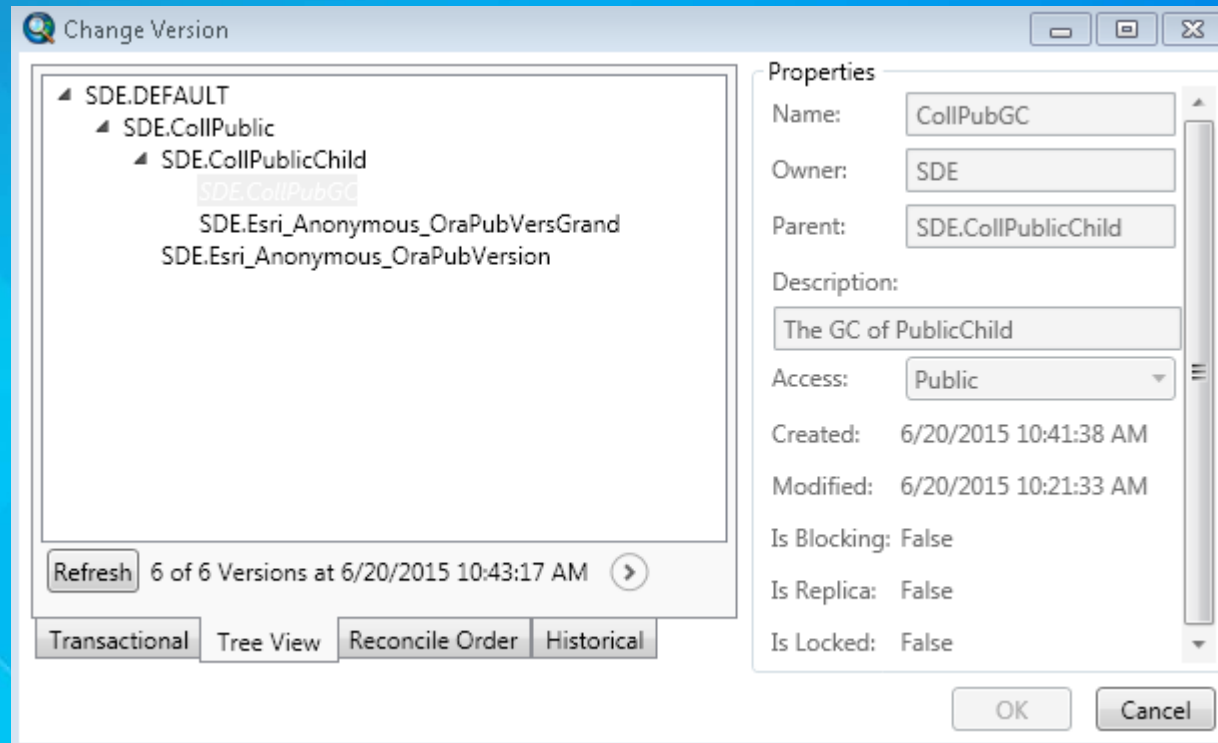 Change Version
SDE.DEFAULT
SDE.CollPublic
SDE.CollPublicChild
SDE.CollPubGC
SDE.Esri_Anonymous_OraPubVersGrand
SDE.Esri_Anonymous_OraPubVersion
Refresh 6 of 6 Versions at 6/20/2015 10:43:17 AM
Transactional Tree View Reconcile Order Historical
Properties
Name: CollPubGC
Owner: SDE
Parent: SDE.CollPublicChild
Description:
The GC of PublicChild
Access: Public
Created: 6/20/2015 10:41:38 AM
Modified: 6/20/2015 10:21:33 AM
Is Blocking: False
Is Replica: False
Is Locked: False
OK Cancel